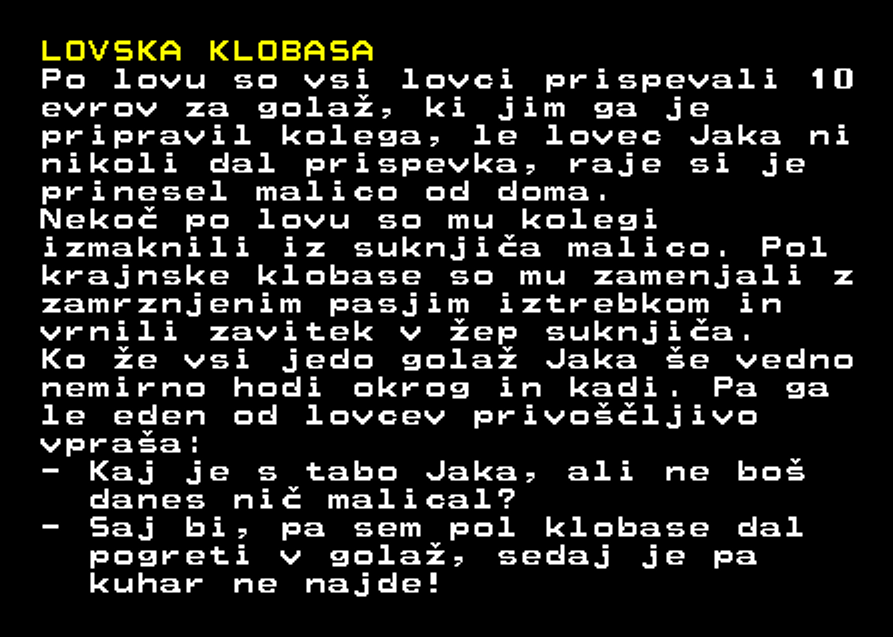 LOVSKA KLOBASA
Po lovu so vsi lovci prispevali 10
evrov za golaž, ki jim ga je
pripravil kolega, le lovec Jaka ni
nikoli dal prispevka, raje si je
prinesel malico od doma.
Nekoč po lovu so mu kolegi
izmaknili iz suknjiča malico. Pol
krajnske klobase so mu zamenjali z
zamrznjenim pasjim iztrebkom in
vrnili zavitek v žep suknjiča.
Ko že vsi jedo golaž Jaka še vedno
nemirno hodi okrog in kadi. Pa ga
le eden od lovcev privoščljivo
vpraša:
- Kaj je s tabo Jaka, ali ne boš
danes nič malical?
- Saj bi, pa sem pol klobase dal
pogreti v golaž, sedaj je pa
kuhar ne najde!